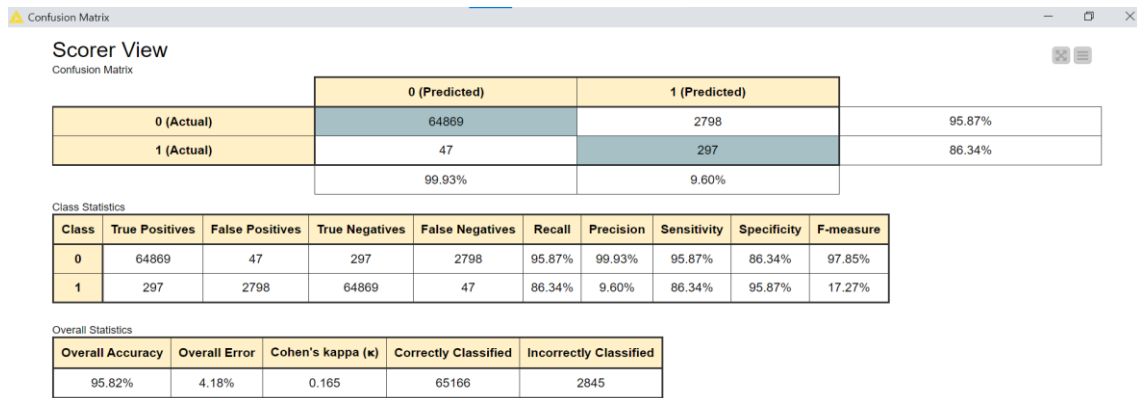 Confusion Matrix
Scorer View
Confusion Matrix
0 (Predicted) 1 (Predicted)
0 (Actual) 64869 2798 95.87%
1 (Actual) 47 297 86.34%
99.93% 9.60%
Class Statistics
Class True Positives False Positives True Negatives False Negatives Recall Precision Sensitivity Specificity F-measure
0 64869 47 297 2798 95.87% 99.93% 95.87% 86.34% 97.85%
1 297 2798 64869 47 86.34% 9.60% 86.34% 95.87% 17.27%
Overall Statistics
Overall Accuracy Overall Error Cohen's kappa (κ) Correctly Classified Incorrectly Classified
95.82% 4.18% 0.165 65166 2845